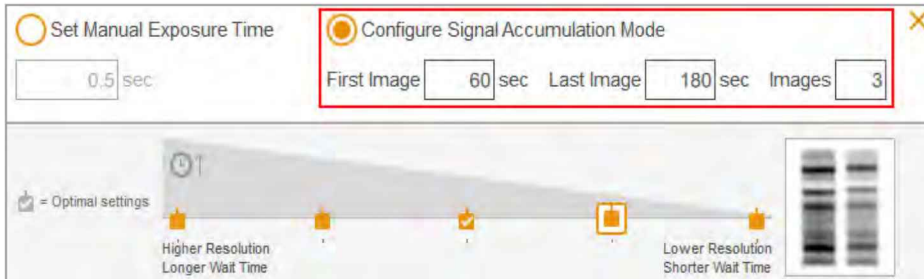 Set Manual Exposure Time
Configure Signal Accumulation Mode
0.5 sec
First Image 60 sec Last Image 180 sec Images 3
= Optimal settings
Higher Resolution
Longer Wait Time
Lower Resolution
Shorter Wait Time